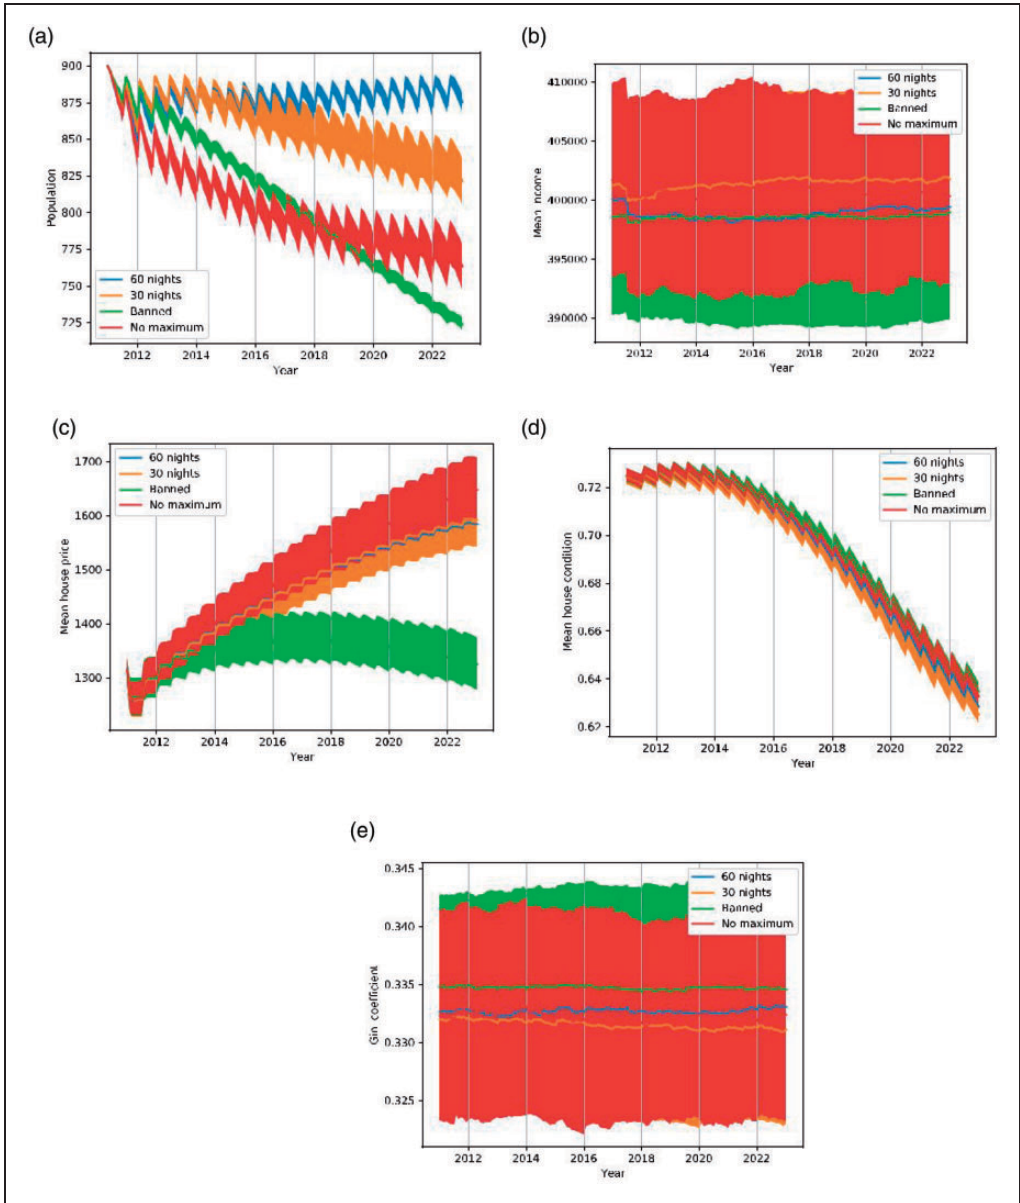 (a)
900
875
850
825
800
775
750
725
Population
60 nights
30 nights
Banned
No maximum
2012 2014 2016 2018 2020 2022
Year
(b)
410000
405000
400000
395000
390000
Mean income
60 nights
30 nights
Banned
No maximum
2012 2014 2016 2018 2020 2022
Year
(c)
1700
1600
1500
1400
1300
Mean house price
60 nights
30 nights
Banned
No maximum
2012 2014 2016 2018 2020 2022
Year
(d)
0.72
0.70
0.68
0.66
0.64
0.62
Mean house condition
60 nights
30 nights
Banned
No maximum
2012 2014 2016 2018 2020 2022
Year
(e)
0.345
0.340
0.335
0.330
0.325
Gini coefficient
60 nights
30 nights
Banned
No maximum
2012 2014 2016 2018 2020 2022
Year